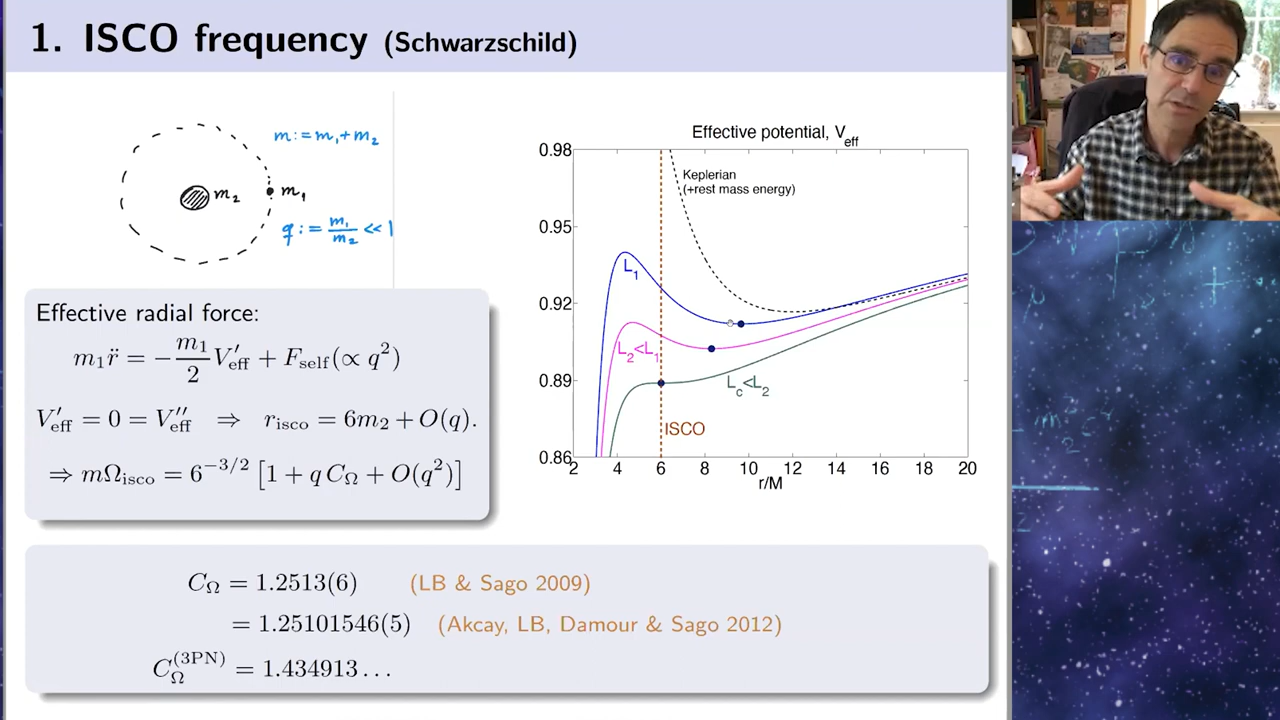 1. ISCO frequency (Schwarzschild)
m := m₁ + m₂
m₂
m₁
q := m₁/m₂ ≪ 1
Effective radial force:
m₁r̈ = −(m₁/2)V′eff + Fself(∝ q²)
V′eff = 0 = V″eff ⇒ risco = 6m₂ + O(q).
⇒ mΩisco = 6^(−3/2) [1 + q CΩ + O(q²)]
Effective potential, Veff
0.98
0.95
0.92
0.89
0.86
Keplerian
(+rest mass energy)
L₁
L₂<L₁
Lc<L₂
ISCO
2 4 6 8 10 12 14 16 18 20
r/M
CΩ = 1.2513(6) (LB & Sago 2009)
= 1.25101546(5) (Akcay, LB, Damour & Sago 2012)
CΩ^(3PN) = 1.434913...